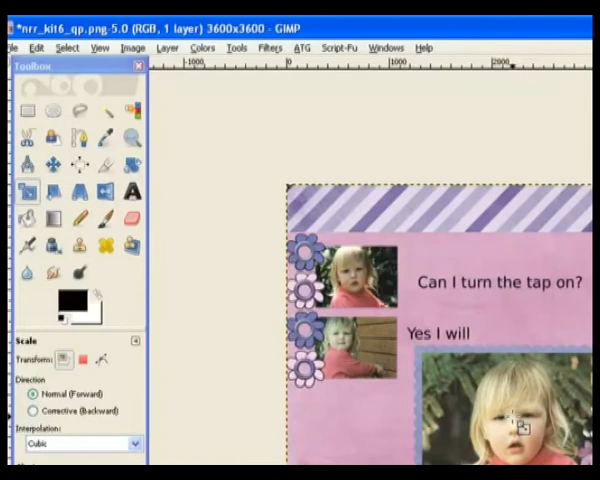 *nrr_kit6_qp.png-5.0 (RGB, 1 layer) 3600x3600 - GIMP
File Edit Select View Image Layer Colors Tools Filters ATG Script-Fu Windows Help
Toolbox
-1000 0 1000 2000
Can I turn the tap on?
Yes I will
Scale
Transform:
Direction
Normal (Forward)
Corrective (Backward)
Interpolation:
Cubic